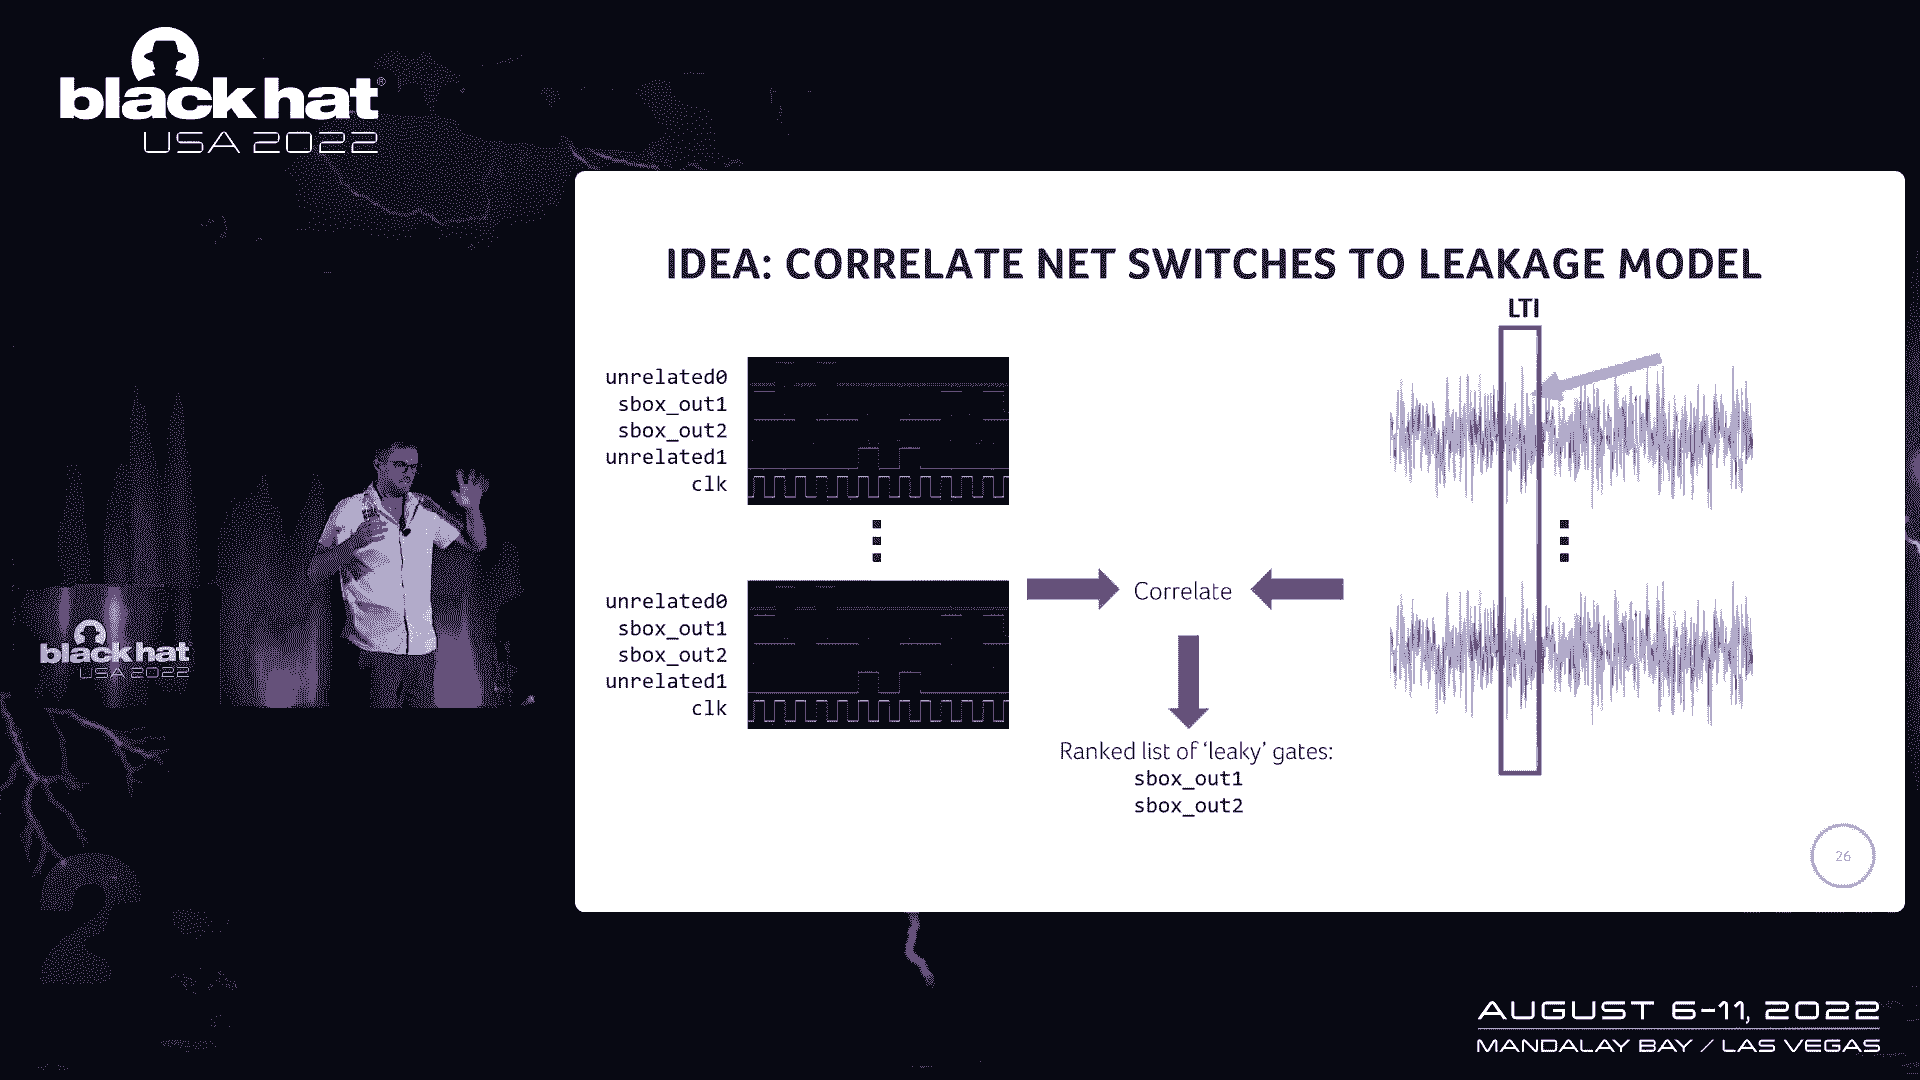 black hat®
USA 2022
IDEA: CORRELATE NET SWITCHES TO LEAKAGE MODEL
LTI
unrelated0
sbox_out1
sbox_out2
unrelated1
clk
unrelated0
sbox_out1
sbox_out2
unrelated1
clk
Correlate
Ranked list of ‘leaky’ gates:
sbox_out1
sbox_out2
26
black hat
USA 2022
2
AUGUST 6-11, 2022
MANDALAY BAY / LAS VEGAS